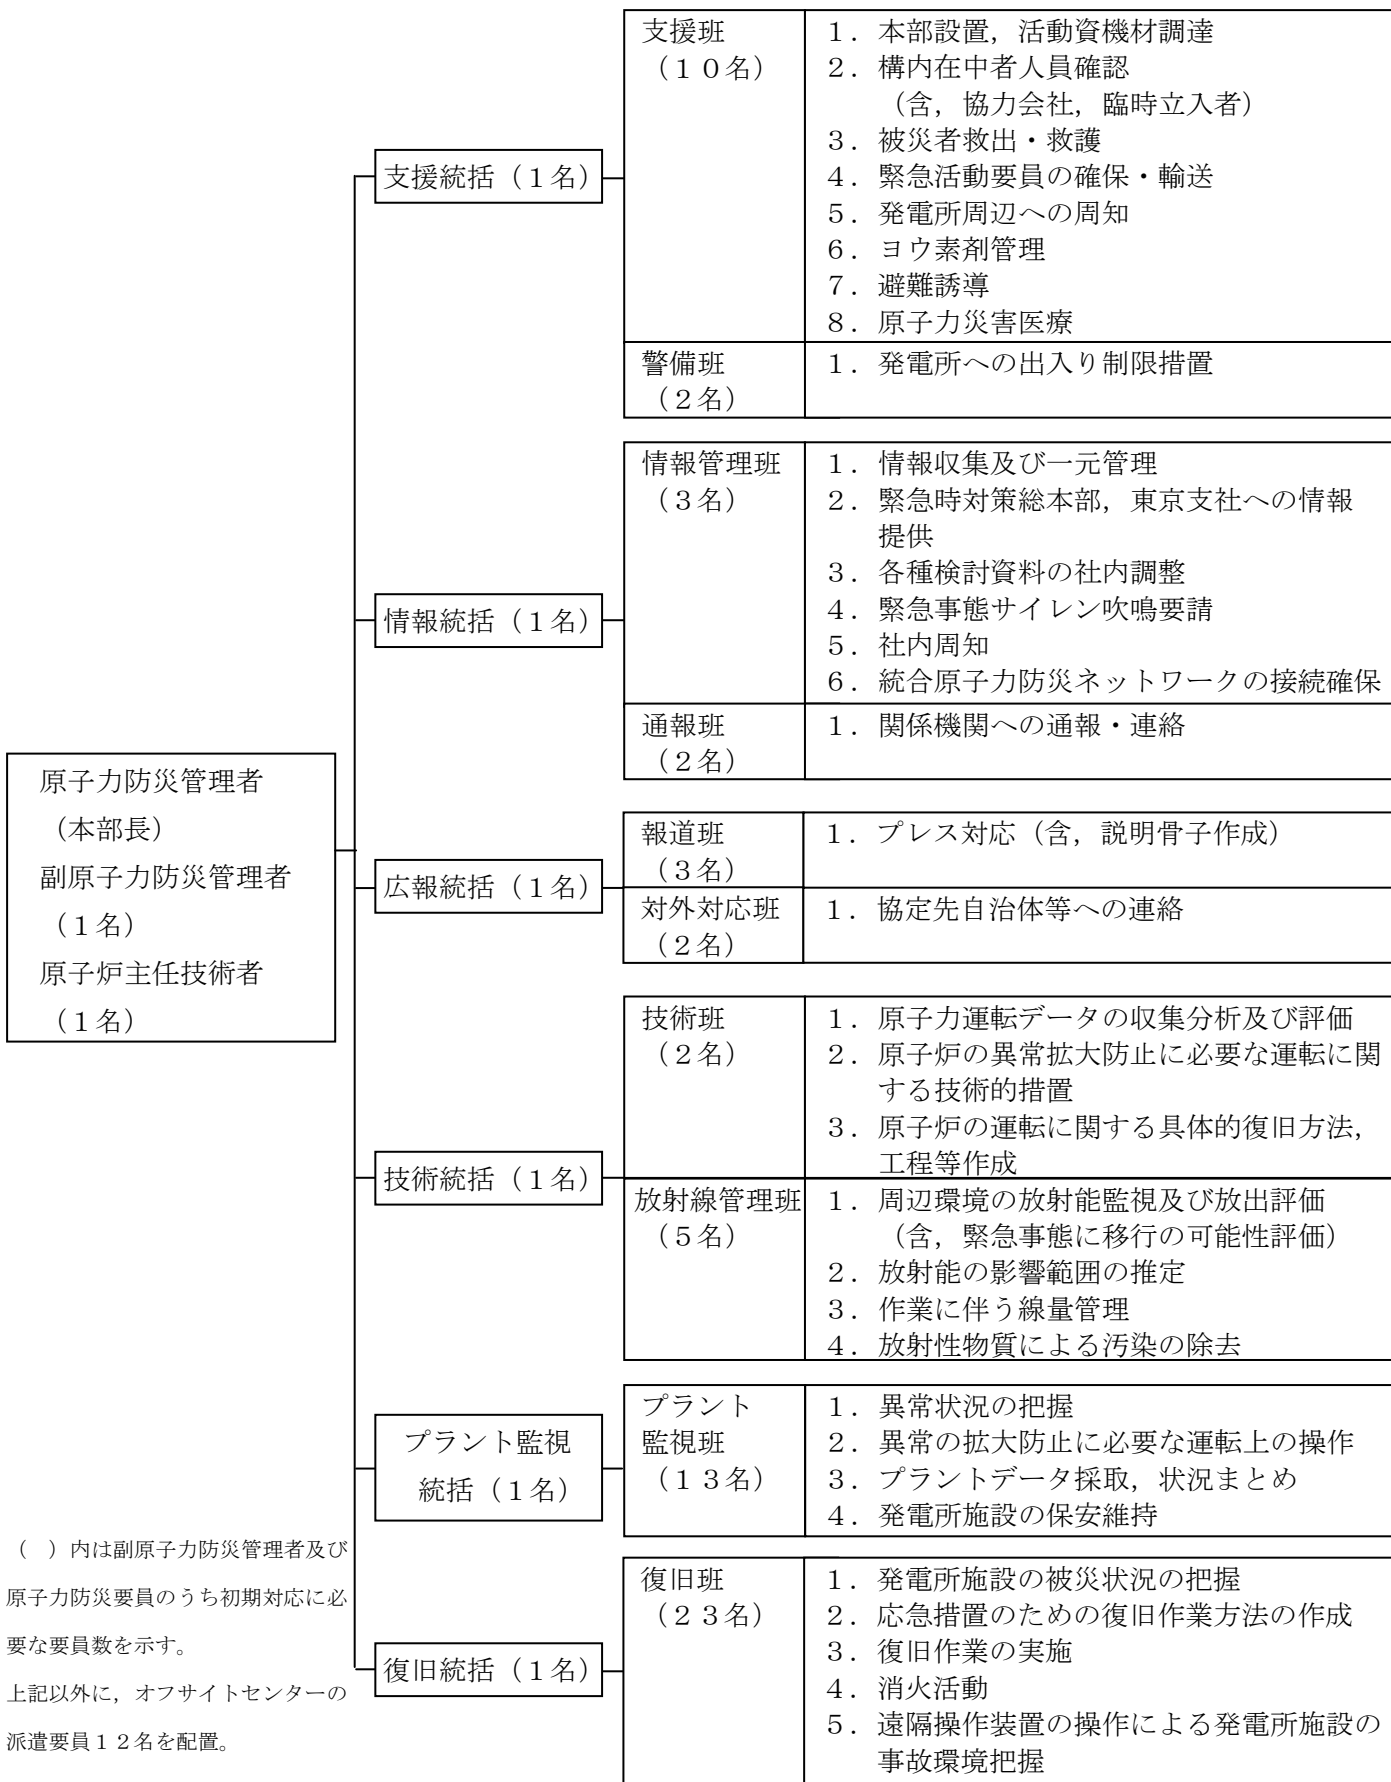 原子力防災管理者
（本部長）
副原子力防災管理者
（１名）
原子炉主任技術者
（１名）
（　）内は副原子力防災管理者及び
原子力防災要員のうち初期対応に必
要な要員数を示す。
上記以外に，オフサイトセンターの
派遣要員１２名を配置。
支援統括（１名）
支援班
（１０名）
１．本部設置，活動資機材調達
２．構内在中者人員確認
（含，協力会社，臨時立入者）
３．被災者救出・救護
４．緊急活動要員の確保・輸送
５．発電所周辺への周知
６．ヨウ素剤管理
７．避難誘導
８．原子力災害医療
警備班
（２名）
１．発電所への出入り制限措置
情報統括（１名）
情報管理班
（３名）
１．情報収集及び一元管理
２．緊急時対策総本部，東京支社への情報
提供
３．各種検討資料の社内調整
４．緊急事態サイレン吹鳴要請
５．社内周知
６．統合原子力防災ネットワークの接続確保
通報班
（２名）
１．関係機関への通報・連絡
広報統括（１名）
報道班
（３名）
１．プレス対応（含，説明骨子作成）
対外対応班
（２名）
１．協定先自治体等への連絡
技術統括（１名）
技術班
（２名）
１．原子力運転データの収集分析及び評価
２．原子炉の異常拡大防止に必要な運転に関
する技術的措置
３．原子炉の運転に関する具体的復旧方法，
工程等作成
放射線管理班
（５名）
１．周辺環境の放射能監視及び放出評価
（含，緊急事態に移行の可能性評価）
２．放射能の影響範囲の推定
３．作業に伴う線量管理
４．放射性物質による汚染の除去
プラント監視
統括（１名）
プラント
監視班
（１３名）
１．異常状況の把握
２．異常の拡大防止に必要な運転上の操作
３．プラントデータ採取，状況まとめ
４．発電所施設の保安維持
復旧統括（１名）
復旧班
（２３名）
１．発電所施設の被災状況の把握
２．応急措置のための復旧作業方法の作成
３．復旧作業の実施
４．消火活動
５．遠隔操作装置の操作による発電所施設の
事故環境把握